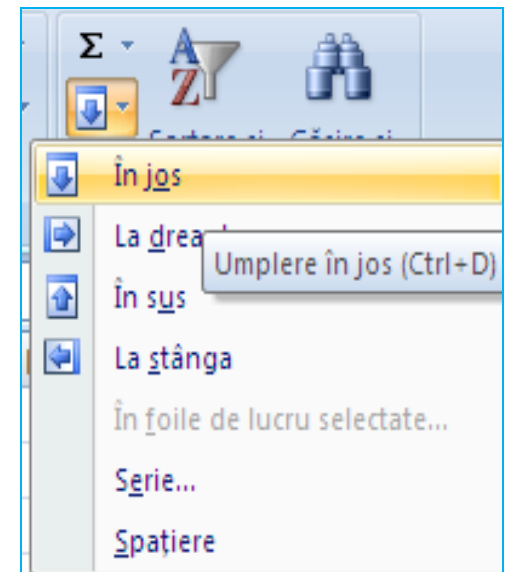 Σ
A
Z
În jos
La drea
Umplere în jos (Ctrl+D)
În sus
La stânga
În foile de lucru selectate...
Serie...
Spațiere